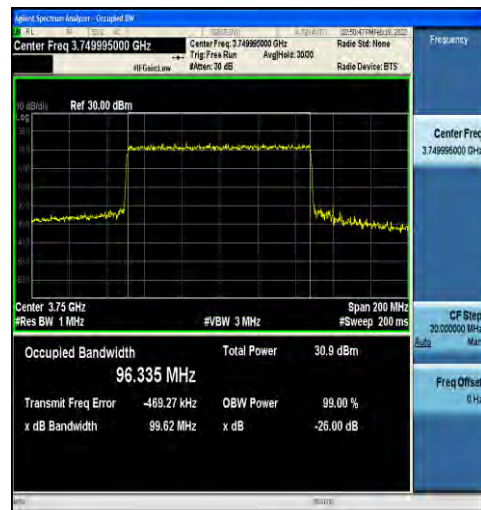 Agilent Spectrum Analyzer - Occupied BW
Center Freq 3.749995000 GHz
Center Freq: 3.749995000 GHz
Radio Std: None
Trig: Free Run
Avg|Hold: 30/30
#IFGain:Low
#Atten: 30 dB
Radio Device: BTS
Frequency
10 dB/div
Ref 30.00 dBm
Log
Center Freq
3.749995000 GHz
Center 3.75 GHz
Span 200 MHz
#Res BW 1 MHz
#VBW 3 MHz
#Sweep 200 ms
CF Step
20.000000 MHz
Auto
Man
Occupied Bandwidth
Total Power
30.9 dBm
96.335 MHz
Freq Offset
0 Hz
Transmit Freq Error
-469.27 kHz
OBW Power
99.00 %
x dB Bandwidth
99.62 MHz
x dB
-26.00 dB